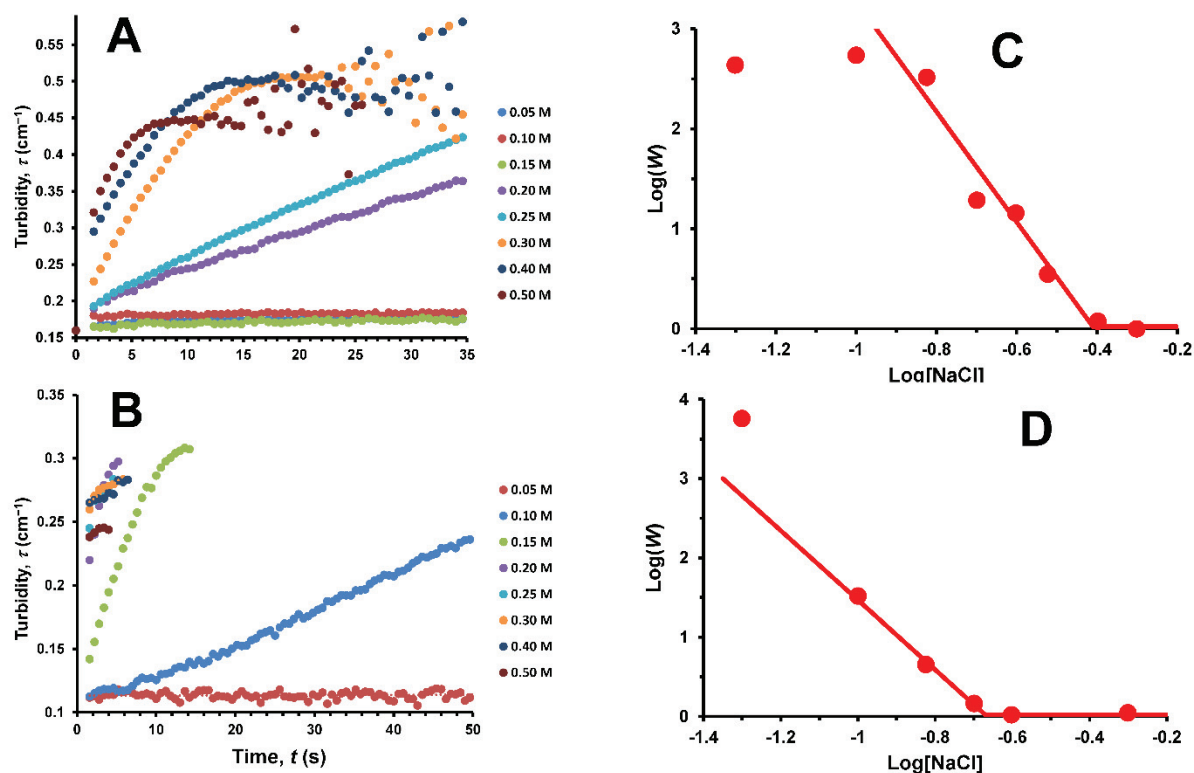 A
Turbidity, τ (cm⁻¹)
0.55
0.5
0.45
0.4
0.35
0.3
0.25
0.2
0.15
0 5 10 15 20 25 30 35
0.05 M
0.10 M
0.15 M
0.20 M
0.25 M
0.30 M
0.40 M
0.50 M
C
Log(W)
3
2
1
0
-1.4 -1.2 -1 -0.8 -0.6 -0.4 -0.2
Log[NaCl]
B
Turbidity, τ (cm⁻¹)
0.35
0.3
0.25
0.2
0.15
0.1
0 10 20 30 40 50
Time, t (s)
0.05 M
0.10 M
0.15 M
0.20 M
0.25 M
0.30 M
0.40 M
0.50 M
D
Log(W)
4
3
2
1
0
-1.4 -1.2 -1 -0.8 -0.6 -0.4 -0.2
Log[NaCl]